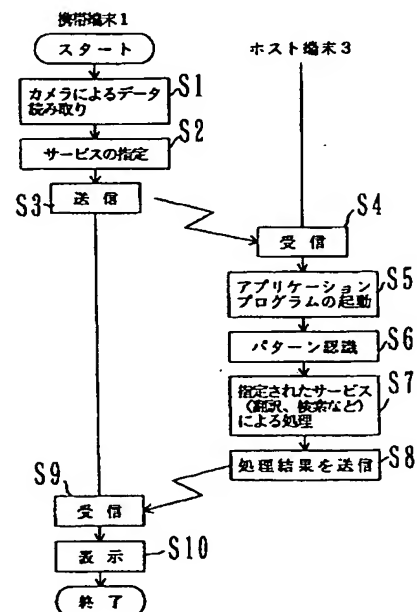 携帯端末1
スタート
カメラによるデータ
読み取り
S1
サービスの指定
S2
送信
S3
ホスト端末3
受信
S4
アプリケーション
プログラムの起動
S5
パターン認識
S6
指定されたサービス
(翻訳、検索など)
による処理
S7
処理結果を送信
S8
S9
受信
表示
S10
終了